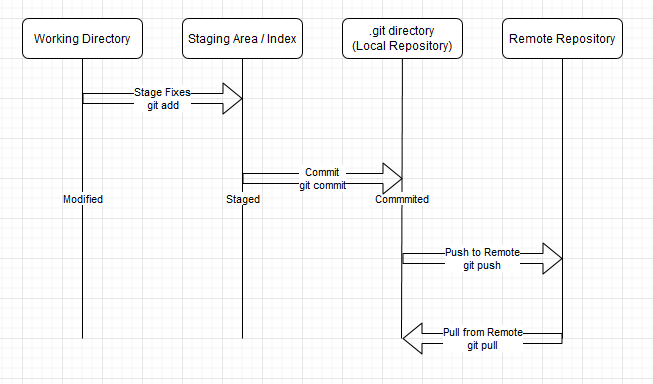 Working Directory
Staging Area / Index
.git directory
(Local Repository)
Remote Repository
Stage Fixes
git add
Commit
git commit
Modified
Staged
Commmited
Push to Remote
git push
Pull from Remote
git pull